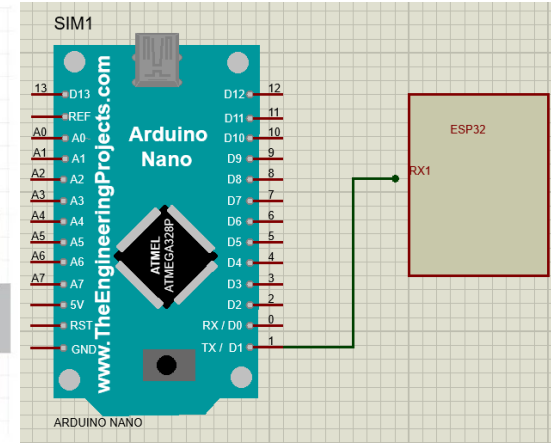 SIM1
www.TheEngineeringProjects.com
Arduino
Nano
ATMEL
ATMEGA328P
13
D13
REF
A0
A0
A1
A1
A2
A2
A3
A3
A4
A4
A5
A5
A6
A6
A7
A7
5V
RST
GND
D12
12
D11
11
D10
10
D9
9
D8
8
D7
7
D6
6
D5
5
D4
4
D3
3
D2
2
RX / D0
0
TX / D1
1
ARDUINO NANO
ESP32
RX1